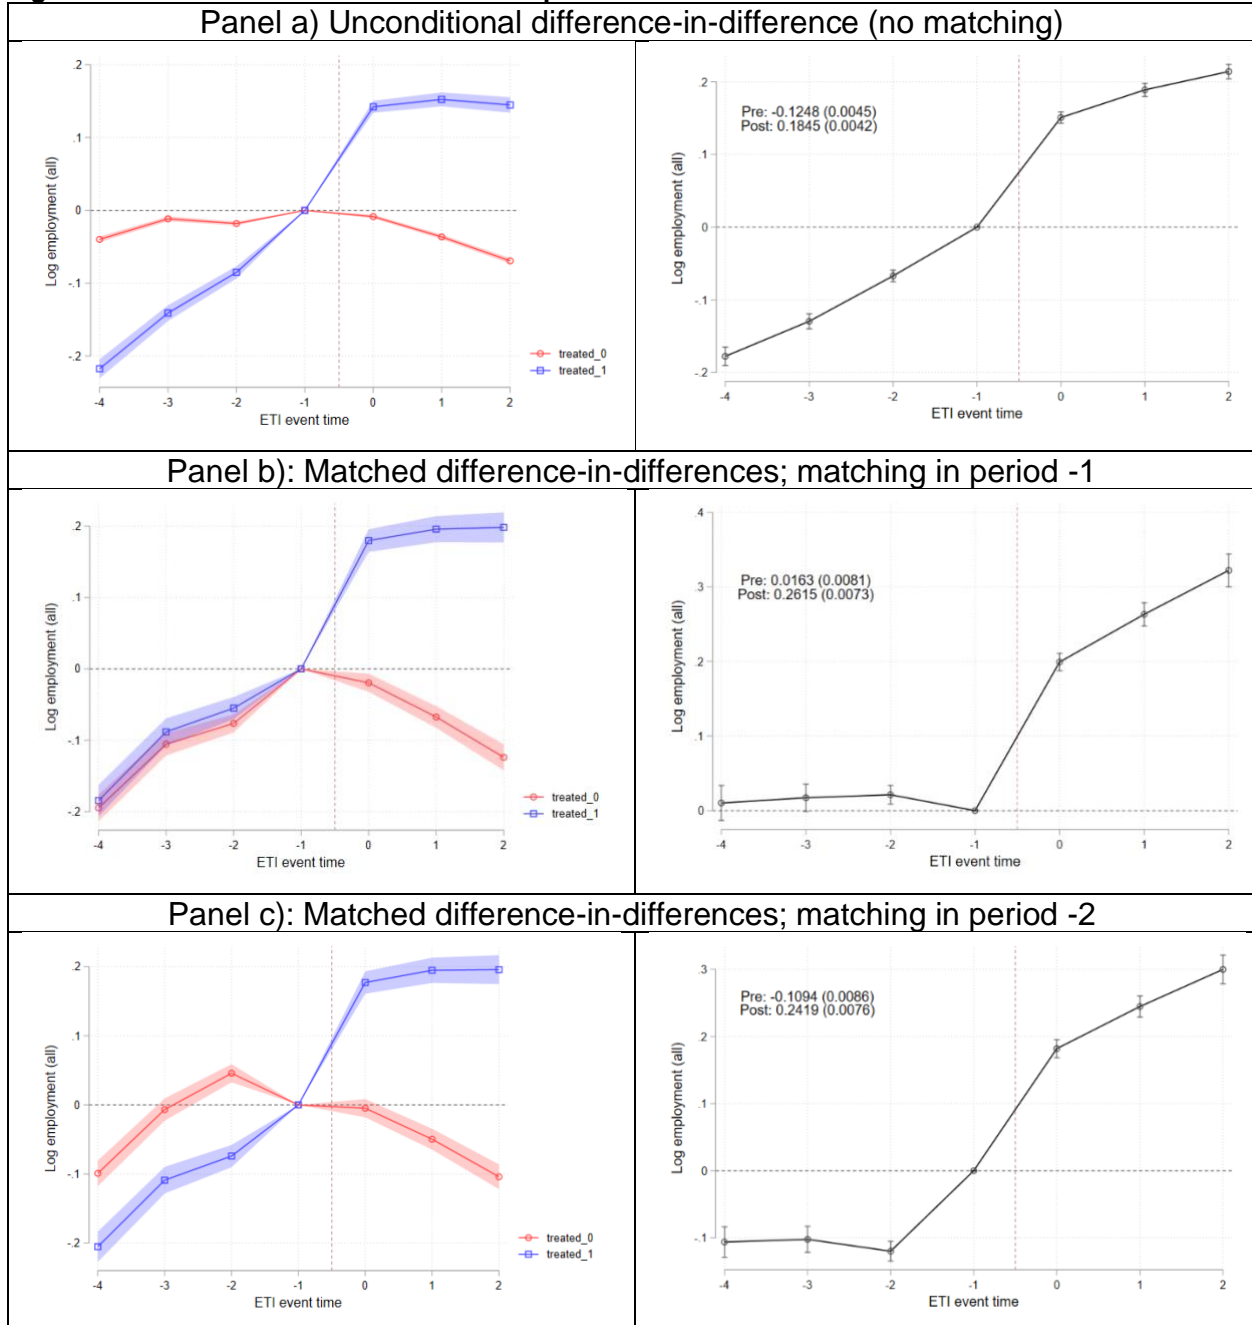 Panel a) Unconditional difference-in-difference (no matching)
.2
.1
0
-.1
-.2
Log employment (all)
-4 -3 -2 -1 0 1 2
ETI event time
treated_0
treated_1
.2
.1
0
-.1
-.2
Log employment (all)
Pre: -0.1248 (0.0045)
Post: 0.1845 (0.0042)
-4 -3 -2 -1 0 1 2
ETI event time
Panel b): Matched difference-in-differences; matching in period -1
.2
.1
0
-.1
-.2
Log employment (all)
-4 -3 -2 -1 0 1 2
ETI event time
treated_0
treated_1
.4
.3
.2
.1
0
Log employment (all)
Pre: 0.0163 (0.0081)
Post: 0.2615 (0.0073)
-4 -3 -2 -1 0 1 2
ETI event time
Panel c): Matched difference-in-differences; matching in period -2
.2
.1
0
-.1
-.2
Log employment (all)
-4 -3 -2 -1 0 1 2
ETI event time
treated_0
treated_1
.3
.2
.1
0
-.1
Log employment (all)
Pre: -0.1094 (0.0086)
Post: 0.2419 (0.0076)
-4 -3 -2 -1 0 1 2
ETI event time